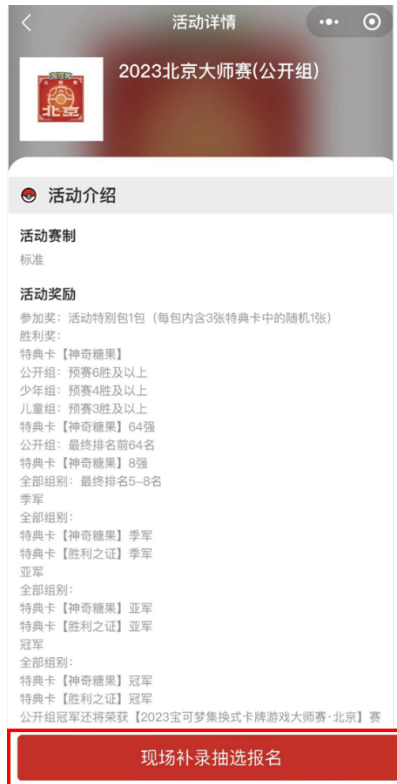 活动详情
2023北京大师赛(公开组)
北京
活动介绍
活动赛制
标准
活动奖励
参加奖：活动特别包1包（每包内含3张特典卡中的随机1张）
胜利奖：
特典卡【神奇糖果】
公开组：预赛6胜及以上
少年组：预赛4胜及以上
儿童组：预赛3胜及以上
特典卡【神奇糖果】64强
公开组：最终排名前64名
特典卡【神奇糖果】8强
全部组别：最终排名5-8名
季军
全部组别：
特典卡【神奇糖果】季军
特典卡【胜利之证】季军
亚军
全部组别：
特典卡【神奇糖果】亚军
特典卡【胜利之证】亚军
冠军
全部组别：
特典卡【神奇糖果】冠军
特典卡【胜利之证】冠军
公开组冠军还将荣获【2023宝可梦集换式卡牌游戏大师赛·北京】赛
现场补录抽选报名